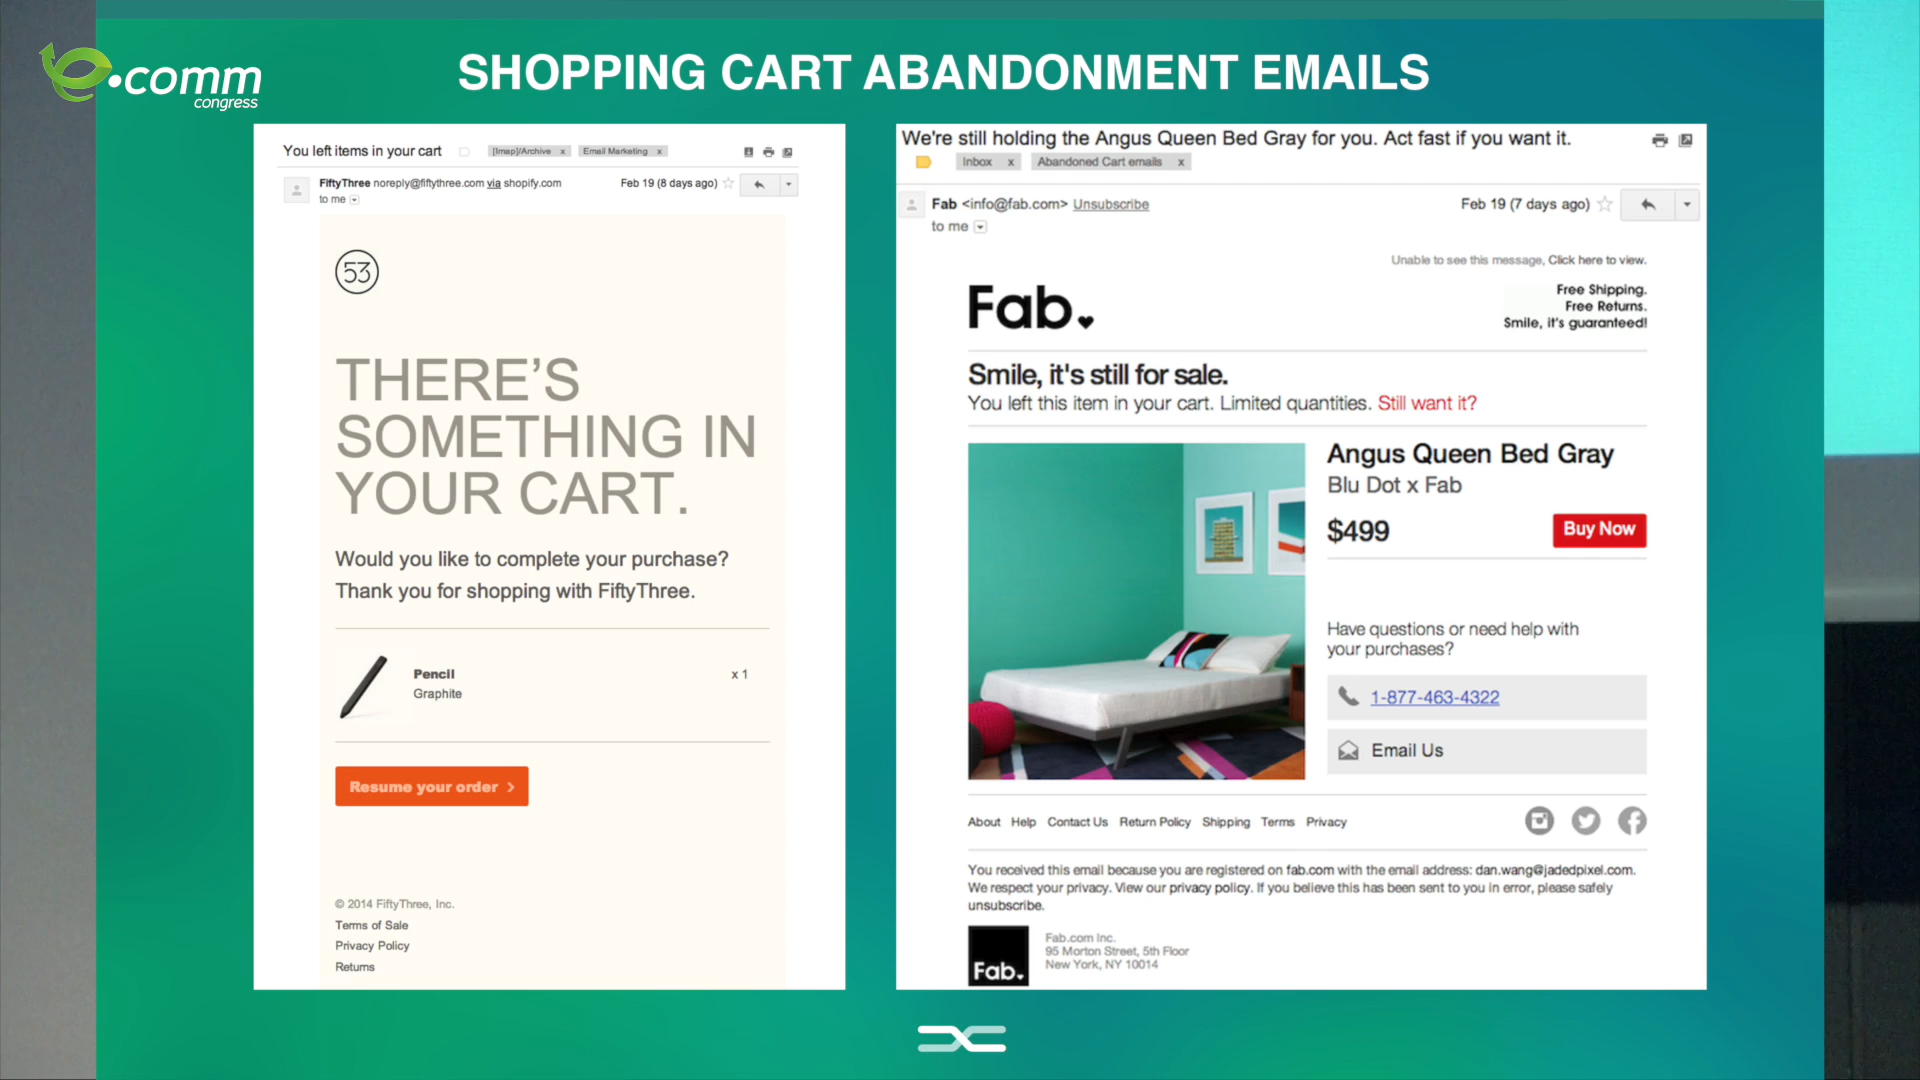 e.comm
congress
SHOPPING CART ABANDONMENT EMAILS
You left items in your cart
[Imap]/Archive x
Email Marketing x
FiftyThree noreply@fiftythree.com via shopify.com
Feb 19 (8 days ago)
to me
53
THERE'S
SOMETHING IN
YOUR CART.
Would you like to complete your purchase?
Thank you for shopping with FiftyThree.
Pencil
x 1
Graphite
Resume your order >
© 2014 FiftyThree, Inc.
Terms of Sale
Privacy Policy
Returns
We're still holding the Angus Queen Bed Gray for you. Act fast if you want it.
Inbox x
Abandoned Cart emails x
Fab <info@fab.com> Unsubscribe
Feb 19 (7 days ago)
to me
Unable to see this message, Click here to view.
Fab.
Free Shipping.
Free Returns.
Smile, it's guaranteed!
Smile, it's still for sale.
You left this item in your cart. Limited quantities. Still want it?
Angus Queen Bed Gray
Blu Dot x Fab
$499
Buy Now
Have questions or need help with
your purchases?
1-877-463-4322
Email Us
About Help Contact Us Return Policy Shipping Terms Privacy
You received this email because you are registered on fab.com with the email address: dan.wang@jadedpixel.com.
We respect your privacy. View our privacy policy. If you believe this has been sent to you in error, please safely
unsubscribe.
Fab.
Fab.com Inc.
95 Morton Street, 5th Floor
New York, NY 10014